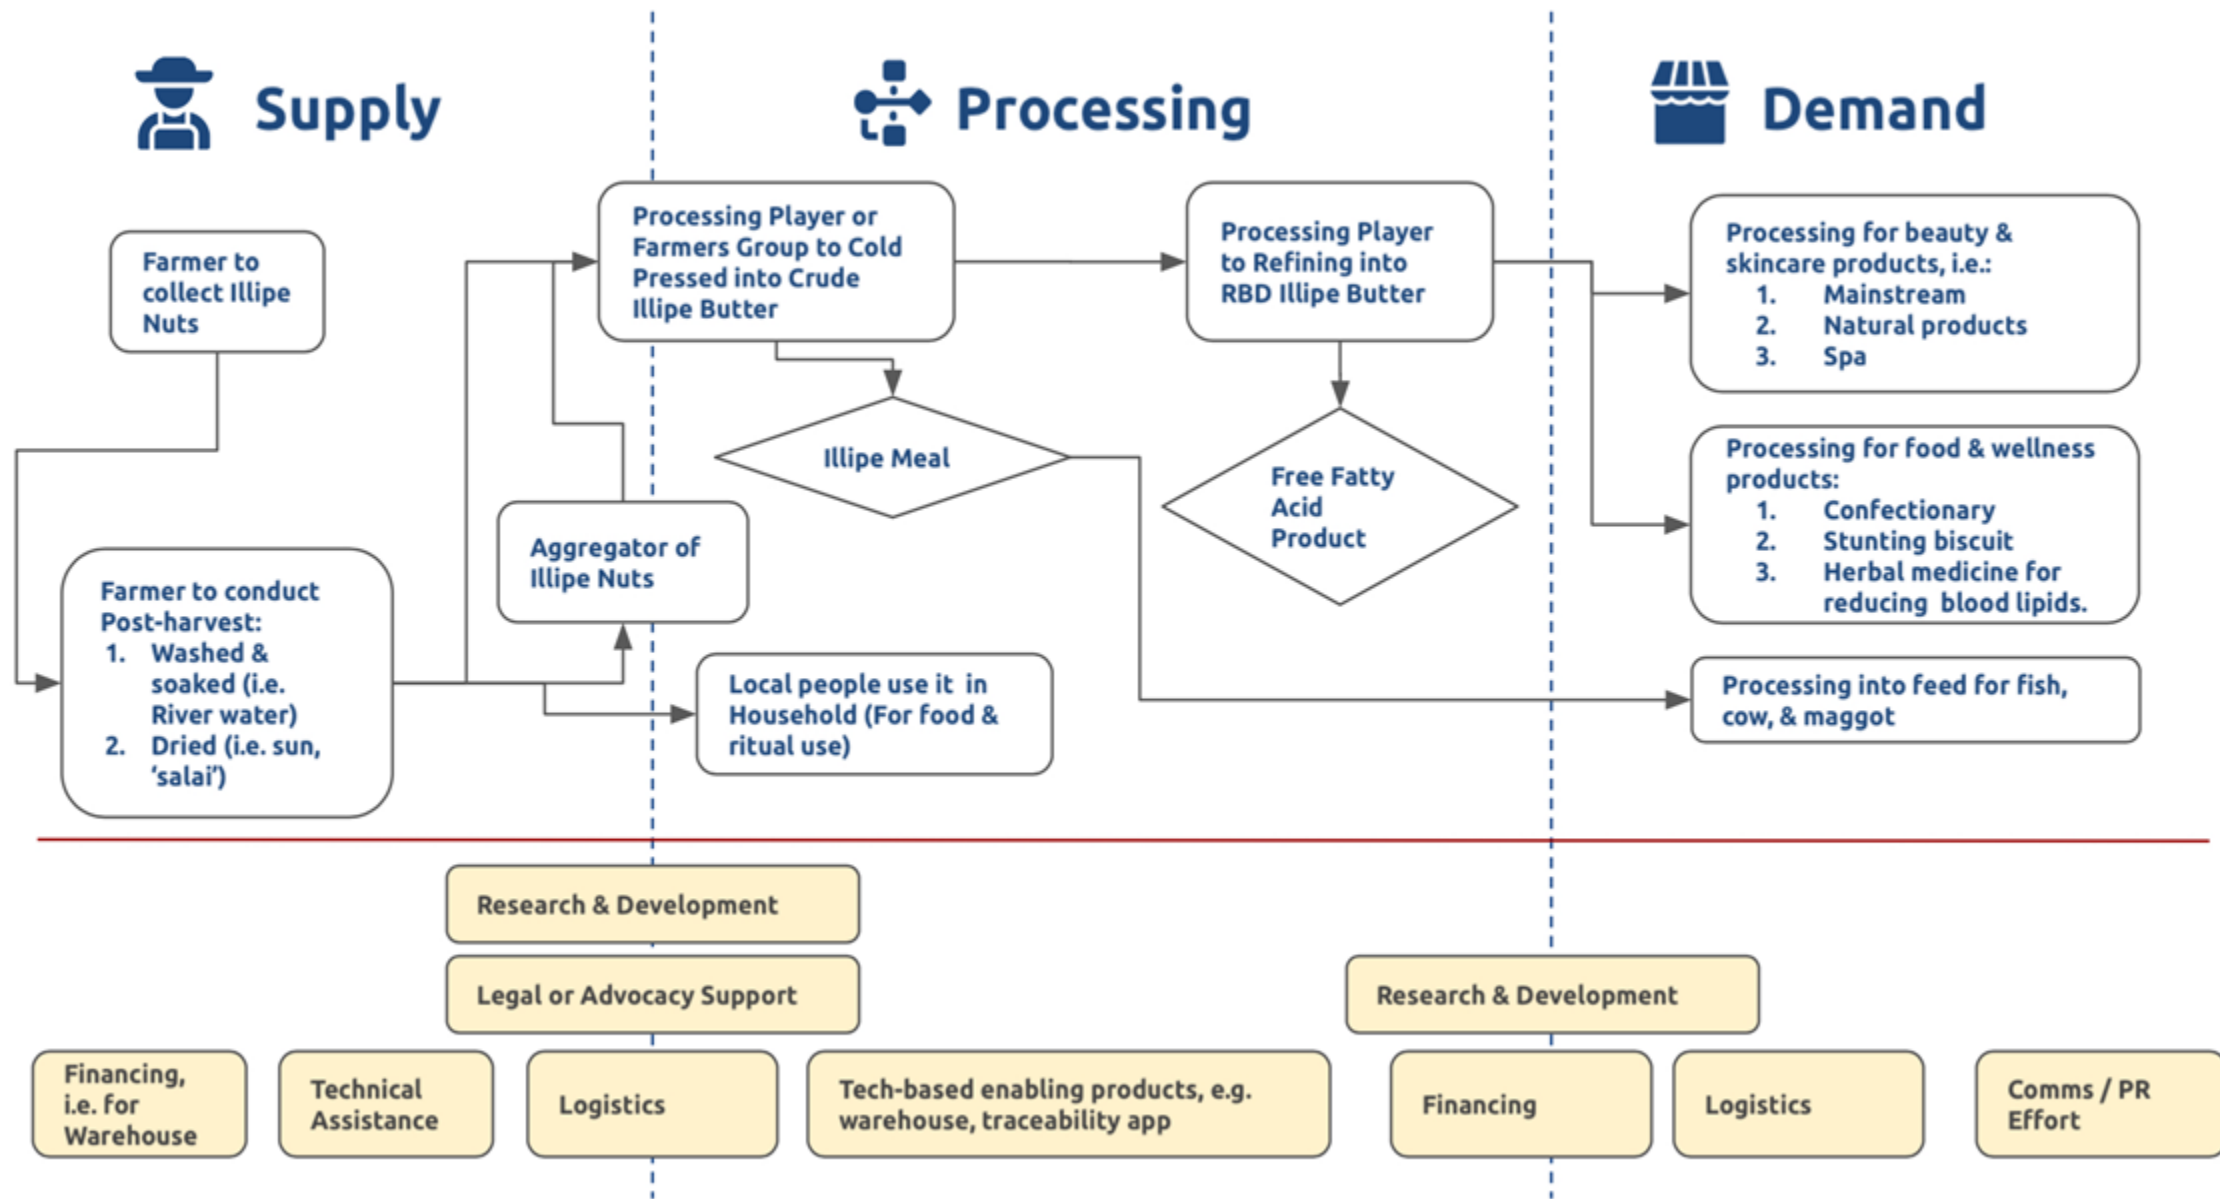 Supply
Processing
Demand
Farmer to
collect Illipe
Nuts
Farmer to conduct
Post-harvest:
1. Washed &
soaked (i.e.
River water)
2. Dried (i.e. sun,
‘salai’)
Aggregator of
Illipe Nuts
Processing Player or
Farmers Group to Cold
Pressed into Crude
Illipe Butter
Illipe Meal
Local people use it in
Household (For food &
ritual use)
Processing Player
to Refining into
RBD Illipe Butter
Free Fatty
Acid
Product
Processing for beauty &
skincare products, i.e.:
1. Mainstream
2. Natural products
3. Spa
Processing for food & wellness
products:
1. Confectionary
2. Stunting biscuit
3. Herbal medicine for
reducing blood lipids.
Processing into feed for fish,
cow, & maggot
Research & Development
Legal or Advocacy Support
Research & Development
Financing,
i.e. for
Warehouse
Technical
Assistance
Logistics
Tech-based enabling products, e.g.
warehouse, traceability app
Financing
Logistics
Comms / PR
Effort